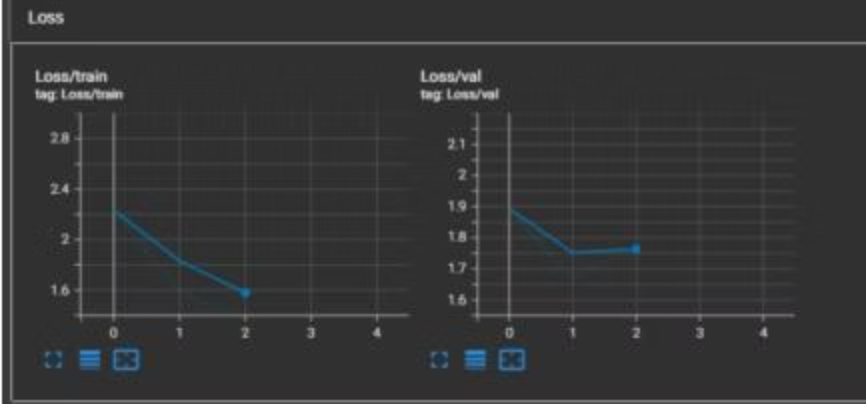 Loss
Loss/train
tag: Loss/train
2.8
2.4
2
1.6
0 1 2 3 4
Loss/val
tag: Loss/val
2.1
2
1.9
1.8
1.7
1.6
0 1 2 3 4